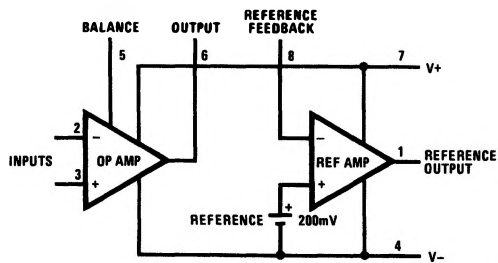 BALANCE OUTPUT REFERENCE
FEEDBACK
5 6 8 7
V+
2
−
INPUTS OP AMP
3 +
−
REF AMP
+
1 REFERENCE
OUTPUT
+
REFERENCE 200mV
4
V−